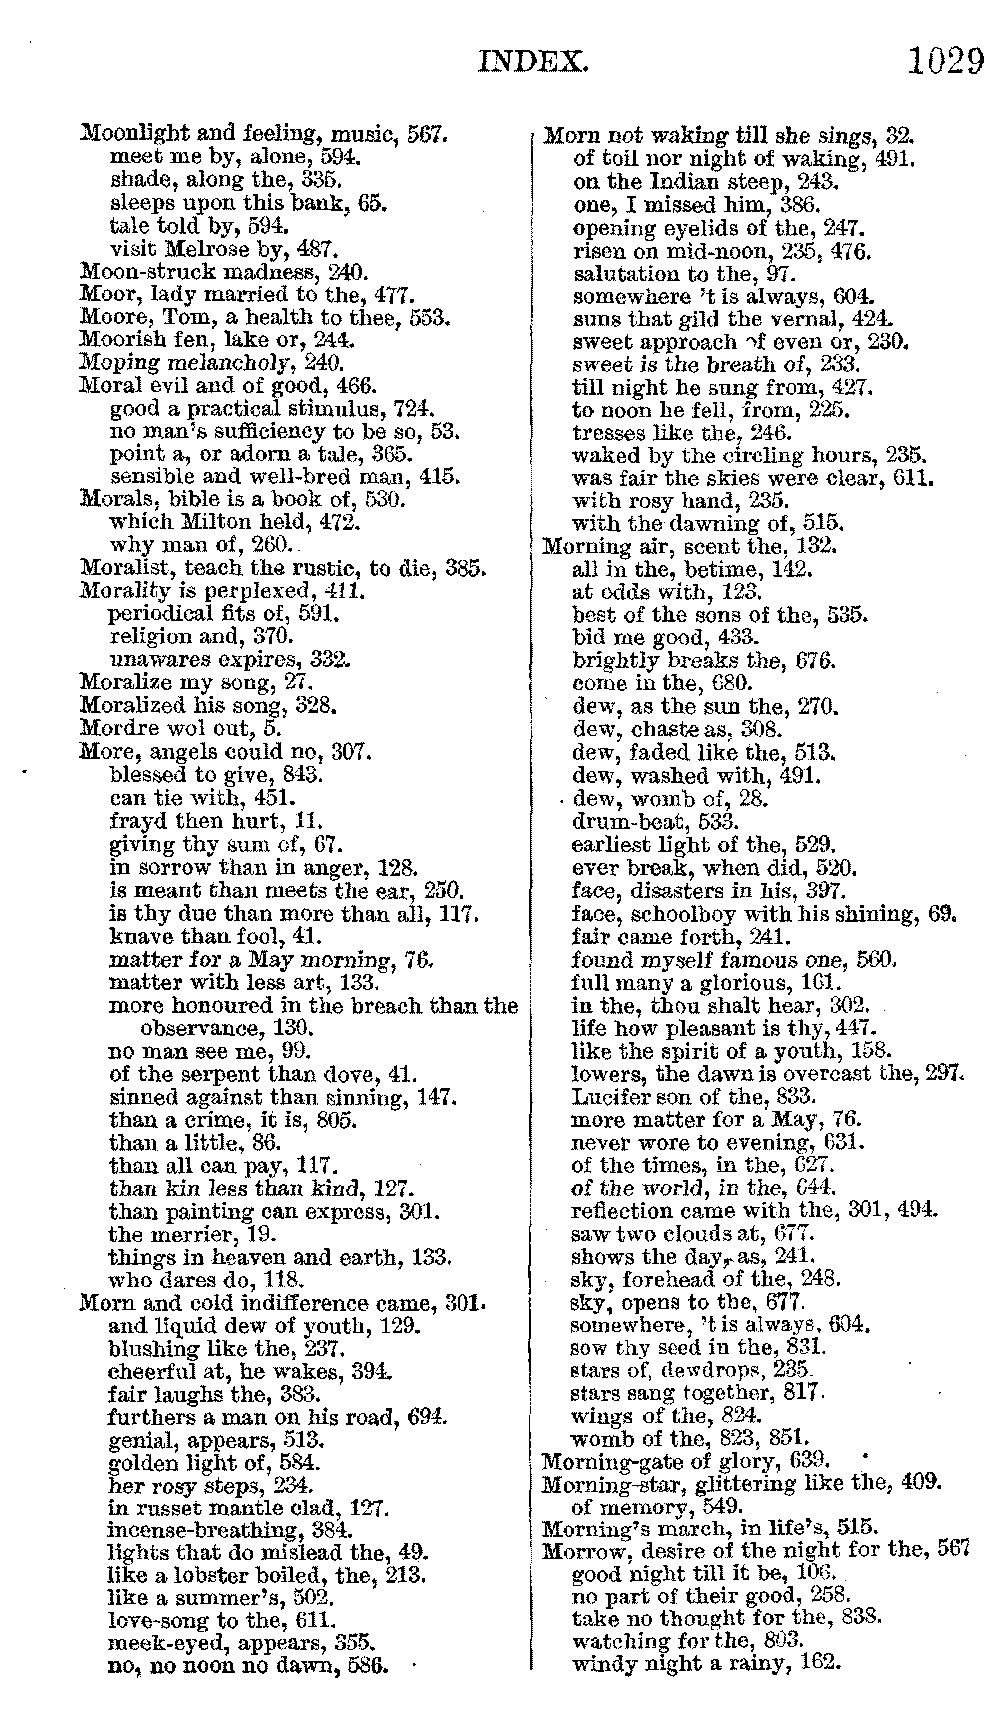 INDEX. 1029
Moonlight and feeling, music, 567.
meet me by, alone, 594.
shade, along the, 335.
sleeps upon this bank, 65.
tale told by, 594.
visit Melrose by, 487.
Moon-struck madness, 240.
Moor, lady married to the, 477.
Moore, Tom, a health to thee, 553.
Moorish fen, lake or, 244.
Moping melancholy, 240.
Moral evil and of good, 466.
good a practical stimulus, 724.
no man's sufficiency to be so, 53.
point a, or adorn a tale, 365.
sensible and well-bred man, 415.
Morals, bible is a book of, 530.
which Milton held, 472.
why man of, 260.
Moralist, teach the rustic, to die, 385.
Morality is perplexed, 411.
periodical fits of, 591.
religion and, 370.
unawares expires, 332.
Moralize my song, 27.
Moralized his song, 328.
Mordre wol out, 5.
More, angels could no, 307.
blessed to give, 843.
can tie with, 451.
frayd then hurt, 11.
giving thy sum of, 67.
in sorrow than in anger, 128.
is meant than meets the ear, 250.
is thy due than more than all, 117.
knave than fool, 41.
matter for a May morning, 76.
matter with less art, 133.
more honoured in the breach than the
observance, 130.
no man see me, 99.
of the serpent than dove, 41.
sinned against than sinning, 147.
than a crime, it is, 805.
than a little, 86.
than all can pay, 117.
than kin less than kind, 127.
than painting can express, 301.
the merrier, 19.
things in heaven and earth, 133.
who dares do, 118.
Morn and cold indifference came, 301.
and liquid dew of youth, 129.
blushing like the, 237.
cheerful at, he wakes, 394.
fair laughs the, 383.
furthers a man on his road, 694.
genial, appears, 513.
golden light of, 584.
her rosy steps, 234.
in russet mantle clad, 127.
incense-breathing, 384.
lights that do mislead the, 49.
like a lobster boiled, the, 213.
like a summer's, 502.
love-song to the, 611.
meek-eyed, appears, 355.
no, no noon no dawn, 586.
Morn not waking till she sings, 32.
of toil nor night of waking, 491.
on the Indian steep, 243.
one, I missed him, 386.
opening eyelids of the, 247.
risen on mid-noon, 235, 476.
salutation to the, 97.
somewhere 't is always, 604.
suns that gild the vernal, 424.
sweet approach of even or, 230.
sweet is the breath of, 233.
till night he sung from, 427.
to noon he fell, from, 225.
tresses like the, 246.
waked by the circling hours, 235.
was fair the skies were clear, 611.
with rosy hand, 235.
with the dawning of, 515.
Morning air, scent the, 132.
all in the, betime, 142.
at odds with, 123.
best of the sons of the, 535.
bid me good, 433.
brightly breaks the, 676.
come in the, 680.
dew, as the sun the, 270.
dew, chaste as, 308.
dew, faded like the, 513.
dew, washed with, 491.
dew, womb of, 28.
drum-beat, 533.
earliest light of the, 529.
ever break, when did, 520.
face, disasters in his, 397.
face, schoolboy with his shining, 69.
fair came forth, 241.
found myself famous one, 560.
full many a glorious, 161.
in the, thou shalt hear, 302.
life how pleasant is thy, 447.
like the spirit of a youth, 158.
lowers, the dawn is overcast the, 297.
Lucifer son of the, 833.
more matter for a May, 76.
never wore to evening, 631.
of the times, in the, 627.
of the world, in the, 644.
reflection came with the, 301, 494.
saw two clouds at, 677.
shows the day, as, 241.
sky, forehead of the, 248.
sky, opens to the, 677.
somewhere, 't is always, 604.
sow thy seed in the, 831.
stars of, dewdrops, 235.
stars sang together, 817.
wings of the, 824.
womb of the, 823, 851.
Morning-gate of glory, 639.
Morning-star, glittering like the, 409.
of memory, 549.
Morning's march, in life's, 515.
Morrow, desire of the night for the, 567
good night till it be, 106.
no part of their good, 258.
take no thought for the, 838.
watching for the, 803.
windy night a rainy, 162.